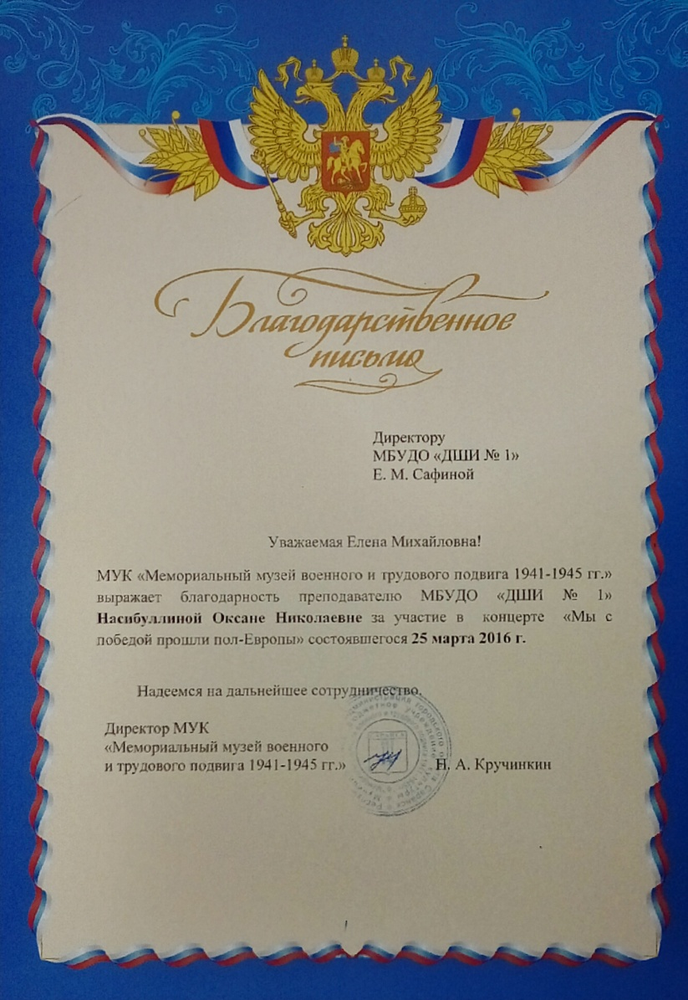 Благодарственное
письмо
Директору
МБУДО «ДШИ № 1»
Е. М. Сафиной
Уважаемая Елена Михайловна!
МУК «Мемориальный музей военного и трудового подвига 1941-1945 гг.»
выражает благодарность преподавателю МБУДО «ДШИ № 1»
Насибуллиной Оксане Николаевне за участие в концерте «Мы с
победой прошли пол-Европы» состоявшегося 25 марта 2016 г.
Надеемся на дальнейшее сотрудничество.
Директор МУК
«Мемориальный музей военного
и трудового подвига 1941-1945 гг.» Н. А. Кручинкин